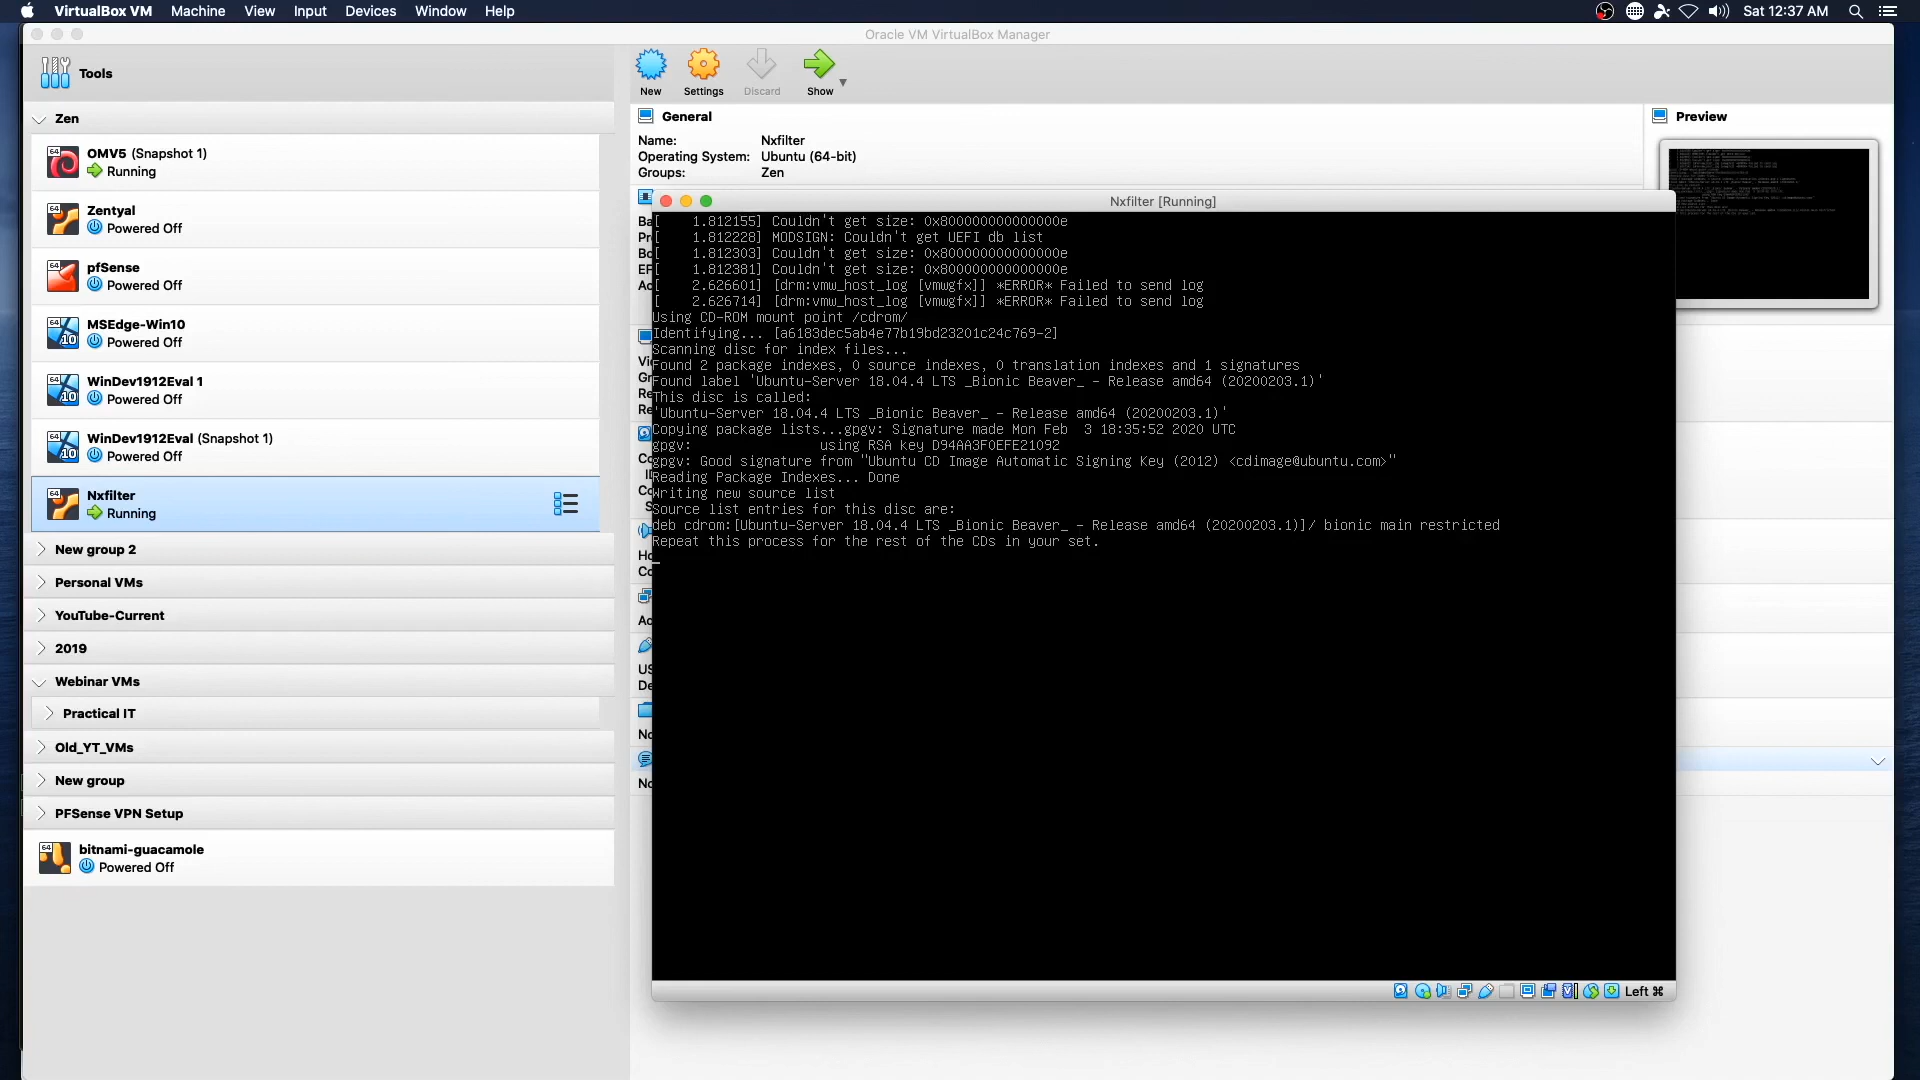 VirtualBox VM Machine View Input Devices Window Help
Sat 12:37 AM
Oracle VM VirtualBox Manager
Tools
Zen
64
OMV5 (Snapshot 1)
Running
64
Zentyal
Powered Off
64
pfSense
Powered Off
64
10
MSEdge-Win10
Powered Off
64
10
WinDev1912Eval 1
Powered Off
64
10
WinDev1912Eval (Snapshot 1)
Powered Off
64
Nxfilter
Running
New group 2
Personal VMs
YouTube-Current
2019
Webinar VMs
Practical IT
Old_YT_VMs
New group
PFSense VPN Setup
64
bitnami-guacamole
Powered Off
New Settings Discard Show
General
Name: Nxfilter
Operating System: Ubuntu (64-bit)
Groups: Zen
Preview
Nxfilter [Running]
[    1.812155] Couldn't get size: 0x800000000000000e
[    1.812228] MODSIGN: Couldn't get UEFI db list
[    1.812303] Couldn't get size: 0x800000000000000e
[    1.812381] Couldn't get size: 0x800000000000000e
[    2.626601] [drm:vmw_host_log [vmwgfx]] *ERROR* Failed to send log
[    2.626714] [drm:vmw_host_log [vmwgfx]] *ERROR* Failed to send log
Using CD-ROM mount point /cdrom/
Identifying... [a6183dec5ab4e77b19bd23201c24c769-2]
Scanning disc for index files...
Found 2 package indexes, 0 source indexes, 0 translation indexes and 1 signatures
Found label 'Ubuntu-Server 18.04.4 LTS _Bionic Beaver_ - Release amd64 (20200203.1)'
This disc is called:
'Ubuntu-Server 18.04.4 LTS _Bionic Beaver_ - Release amd64 (20200203.1)'
Copying package lists...gpgv: Signature made Mon Feb  3 18:35:52 2020 UTC
gpgv:                using RSA key D94AA3F0EFE21092
gpgv: Good signature from "Ubuntu CD Image Automatic Signing Key (2012) <cdimage@ubuntu.com>"
Reading Package Indexes... Done
Writing new source list
Source list entries for this disc are:
deb cdrom:[Ubuntu-Server 18.04.4 LTS _Bionic Beaver_ - Release amd64 (20200203.1)]/ bionic main restricted
Repeat this process for the rest of the CDs in your set.
Left ⌘